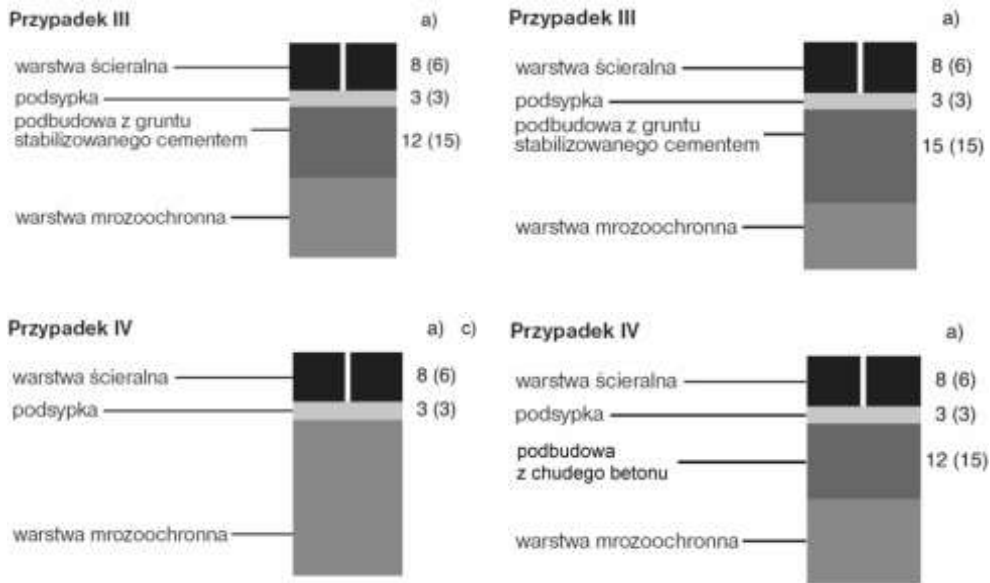 Przypadek III a)
warstwa ścieralna 8 (6)
podsypka 3 (3)
podbudowa z gruntu
stabilizowanego cementem 12 (15)
warstwa mrozoochronna
Przypadek III a)
warstwa ścieralna 8 (6)
podsypka 3 (3)
podbudowa z gruntu
stabilizowanego cementem 15 (15)
warstwa mrozoochronna
Przypadek IV a) c)
warstwa ścieralna 8 (6)
podsypka 3 (3)
warstwa mrozoochronna
Przypadek IV a)
warstwa ścieralna 8 (6)
podsypka 3 (3)
podbudowa
z chudego betonu 12 (15)
warstwa mrozoochronna